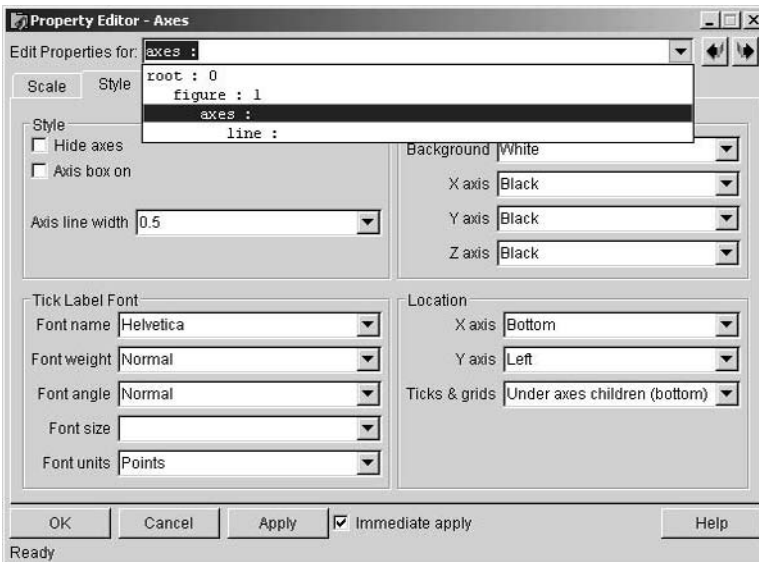 Property Editor - Axes
Edit Properties for: axes :
root : 0
figure : 1
axes :
line :
Scale
Style
Style
Hide axes
Axis box on
Axis line width 0.5
Background White
X axis Black
Y axis Black
Z axis Black
Tick Label Font
Font name Helvetica
Font weight Normal
Font angle Normal
Font size
Font units Points
Location
X axis Bottom
Y axis Left
Ticks & grids Under axes children (bottom)
OK Cancel Apply Immediate apply Help
Ready